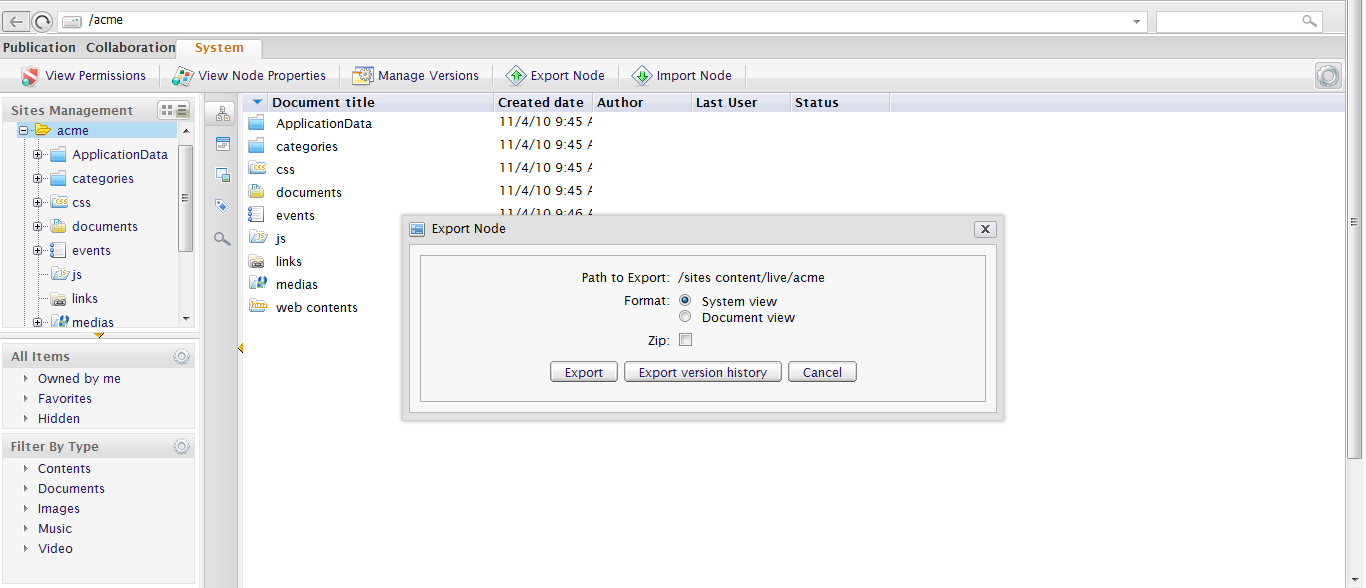 /acme
Publication Collaboration System
View Permissions View Node Properties Manage Versions Export Node Import Node
Sites Management
acme
ApplicationData
categories
css
documents
events
js
links
medias
All Items
Owned by me
Favorites
Hidden
Filter By Type
Contents
Documents
Images
Music
Video
Document title Created date Author Last User Status
ApplicationData 11/4/10 9:45 A
categories 11/4/10 9:45 A
css 11/4/10 9:45 A
documents 11/4/10 9:45 A
events 11/4/10 9:46 A
js
links
medias
web contents
Export Node
Path to Export: /sites content/live/acme
Format: System view
Document view
Zip:
Export Export version history Cancel